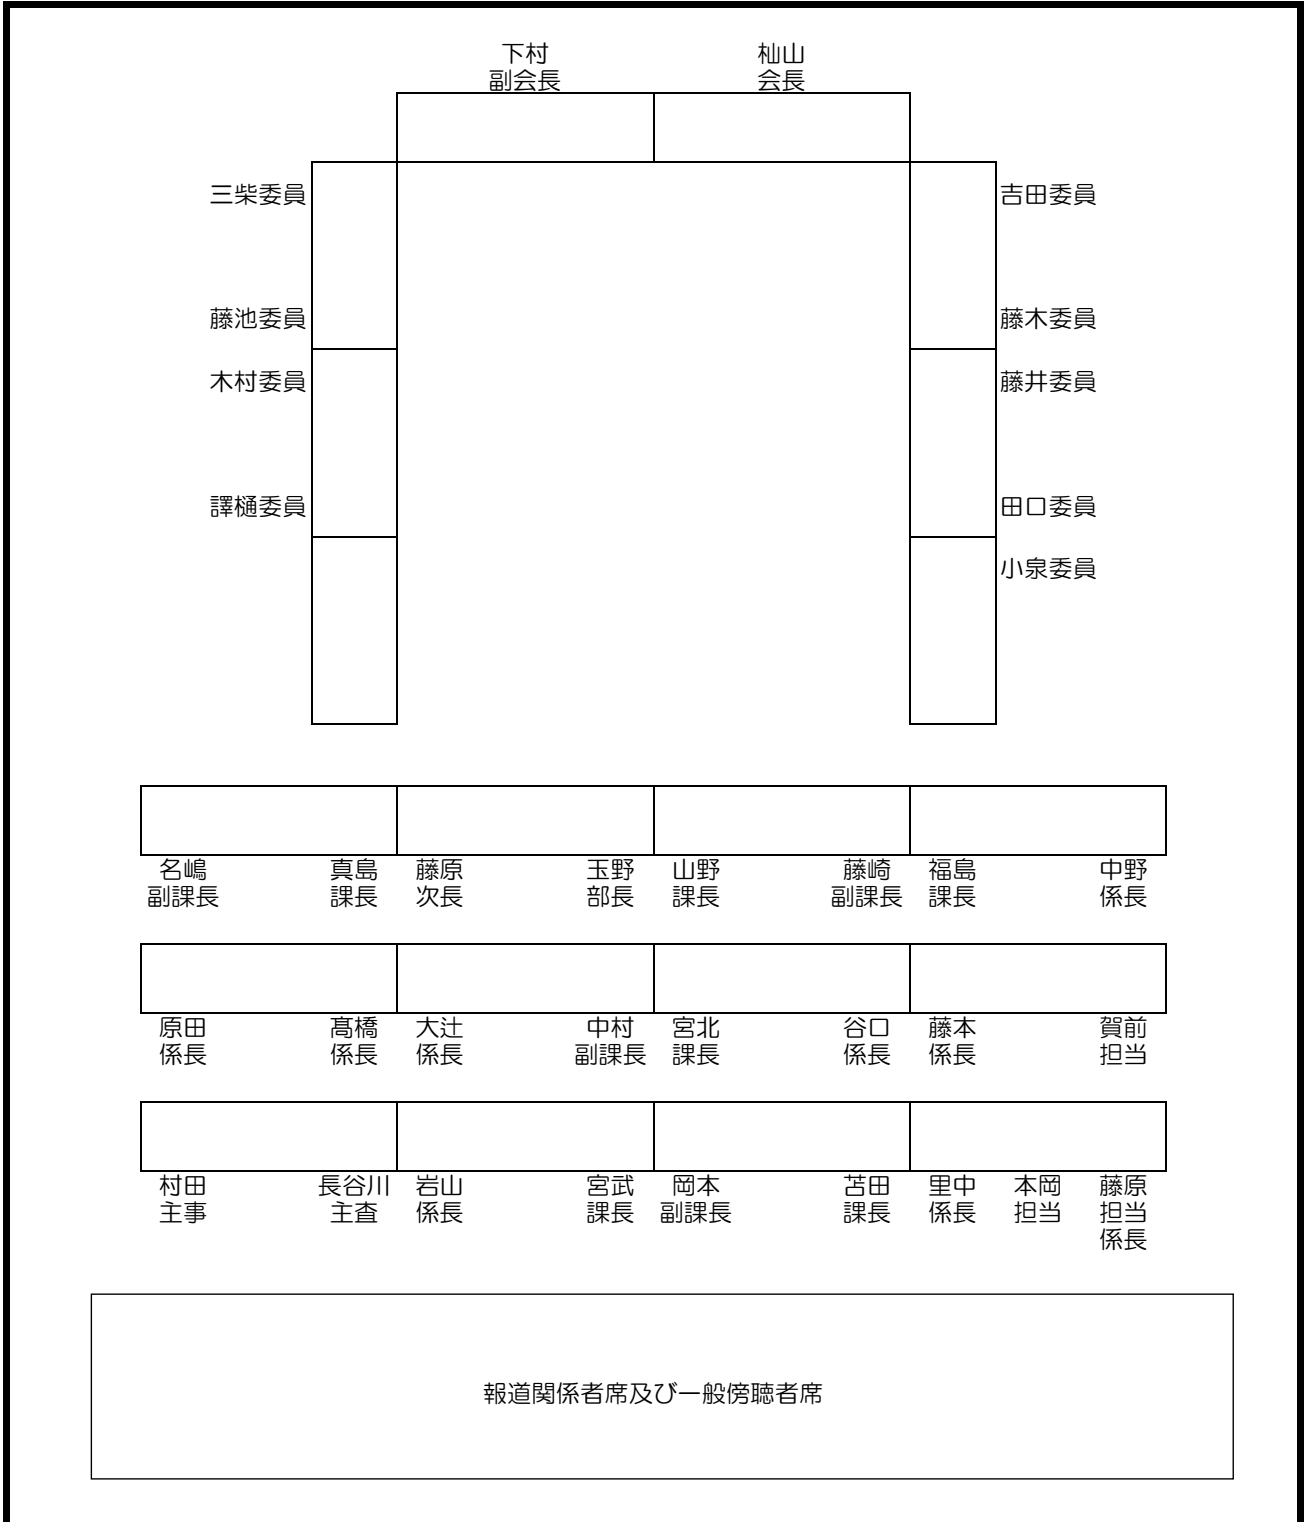 下村
副会長
杣山
会長
三柴委員
吉田委員
藤池委員
藤木委員
木村委員
藤井委員
譯樋委員
田口委員
小泉委員
名嶋
副課長
真島
課長
藤原
次長
玉野
部長
山野
課長
藤崎
副課長
福島
課長
中野
係長
原田
係長
髙橋
係長
大辻
係長
中村
副課長
宮北
課長
谷口
係長
藤本
係長
賀前
担当
村田
主事
長谷川
主査
岩山
係長
宮武
課長
岡本
副課長
苫田
課長
里中
係長
本岡
担当
藤原
担当
係長
報道関係者席及び一般傍聴者席